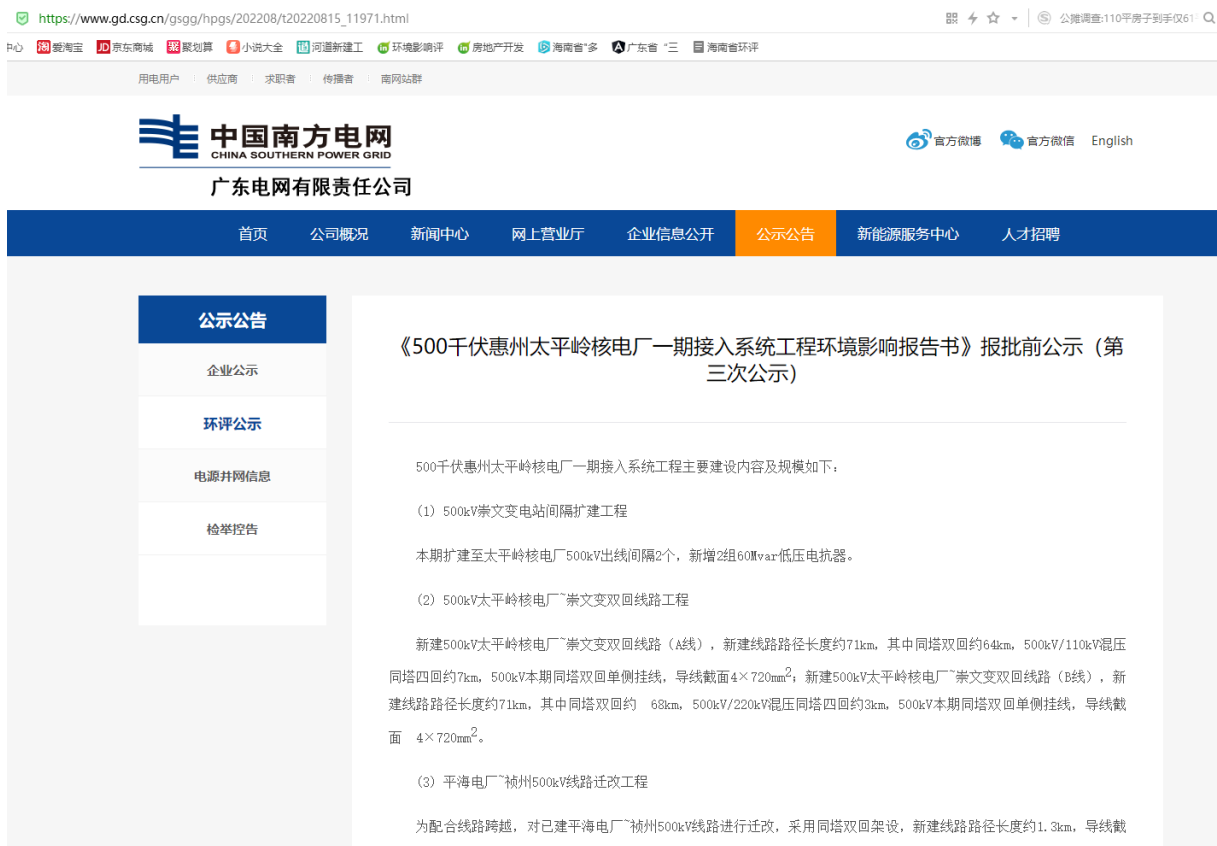 https://www.gd.csg.cn/gsgg/hpgs/202208/t20220815_11971.html 公摊调查:110平房子到手仅61
中心 爱淘宝 JD 京东商城 聚划算 小说大全 河道新建工 环境影响评 房地产开发 海南省"多 广东省 "三 海南省环评
用电用户 供应商 求职者 传播者 南网站群
中国南方电网
CHINA SOUTHERN POWER GRID
广东电网有限责任公司
官方微博 官方微信 English
首页 公司概况 新闻中心 网上营业厅 企业信息公开 公示公告 新能源服务中心 人才招聘
公示公告
企业公示
环评公示
电源并网信息
检举控告
《500千伏惠州太平岭核电厂一期接入系统工程环境影响报告书》报批前公示（第
三次公示）
500千伏惠州太平岭核电厂一期接入系统工程主要建设内容及规模如下：
（1）500kV崇文变电站间隔扩建工程
本期扩建至太平岭核电厂500kV出线间隔2个，新增2组60Mvar低压电抗器。
（2）500kV太平岭核电厂~崇文变双回线路工程
新建500kV太平岭核电厂~崇文变双回线路（A线），新建线路路径长度约71km，其中同塔双回约64km，500kV/110kV混压
同塔四回约7km，500kV本期同塔双回单侧挂线，导线截面4×720mm²；新建500kV太平岭核电厂~崇文变双回线路（B线），新
建线路路径长度约71km，其中同塔双回约 68km，500kV/220kV混压同塔四回约3km，500kV本期同塔双回单侧挂线，导线截
面 4×720mm²。
（3）平海电厂~祯州500kV线路迁改工程
为配合线路跨越，对已建平海电厂~祯州500kV线路进行迁改，采用同塔双回架设，新建线路路径长度约1.3km，导线截